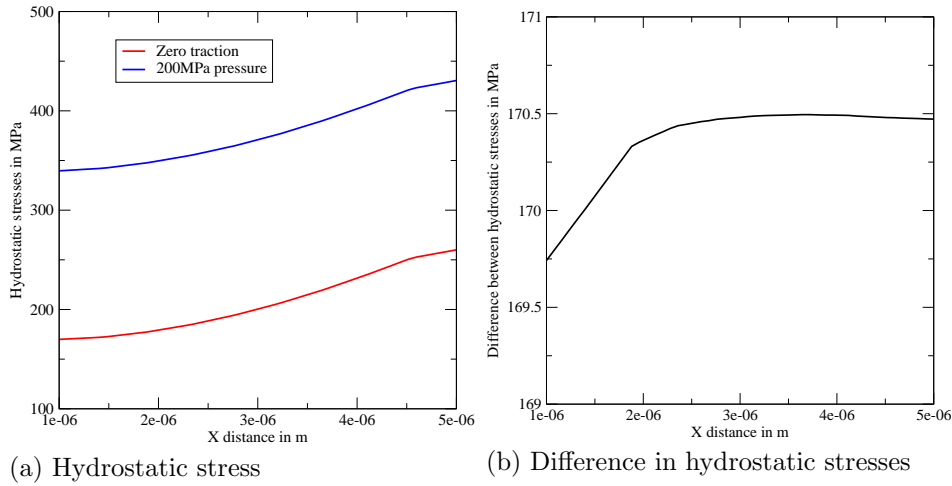 500
400
300
200
100
Hydrostatic stresses in MPa
Zero traction
200MPa pressure
1e-06 2e-06 3e-06 4e-06 5e-06
X distance in m
(a) Hydrostatic stress
171
170.5
170
169.5
169
Difference between hydrostatic stresses in MPa
1e-06 2e-06 3e-06 4e-06 5e-06
X distance in m
(b) Difference in hydrostatic stresses